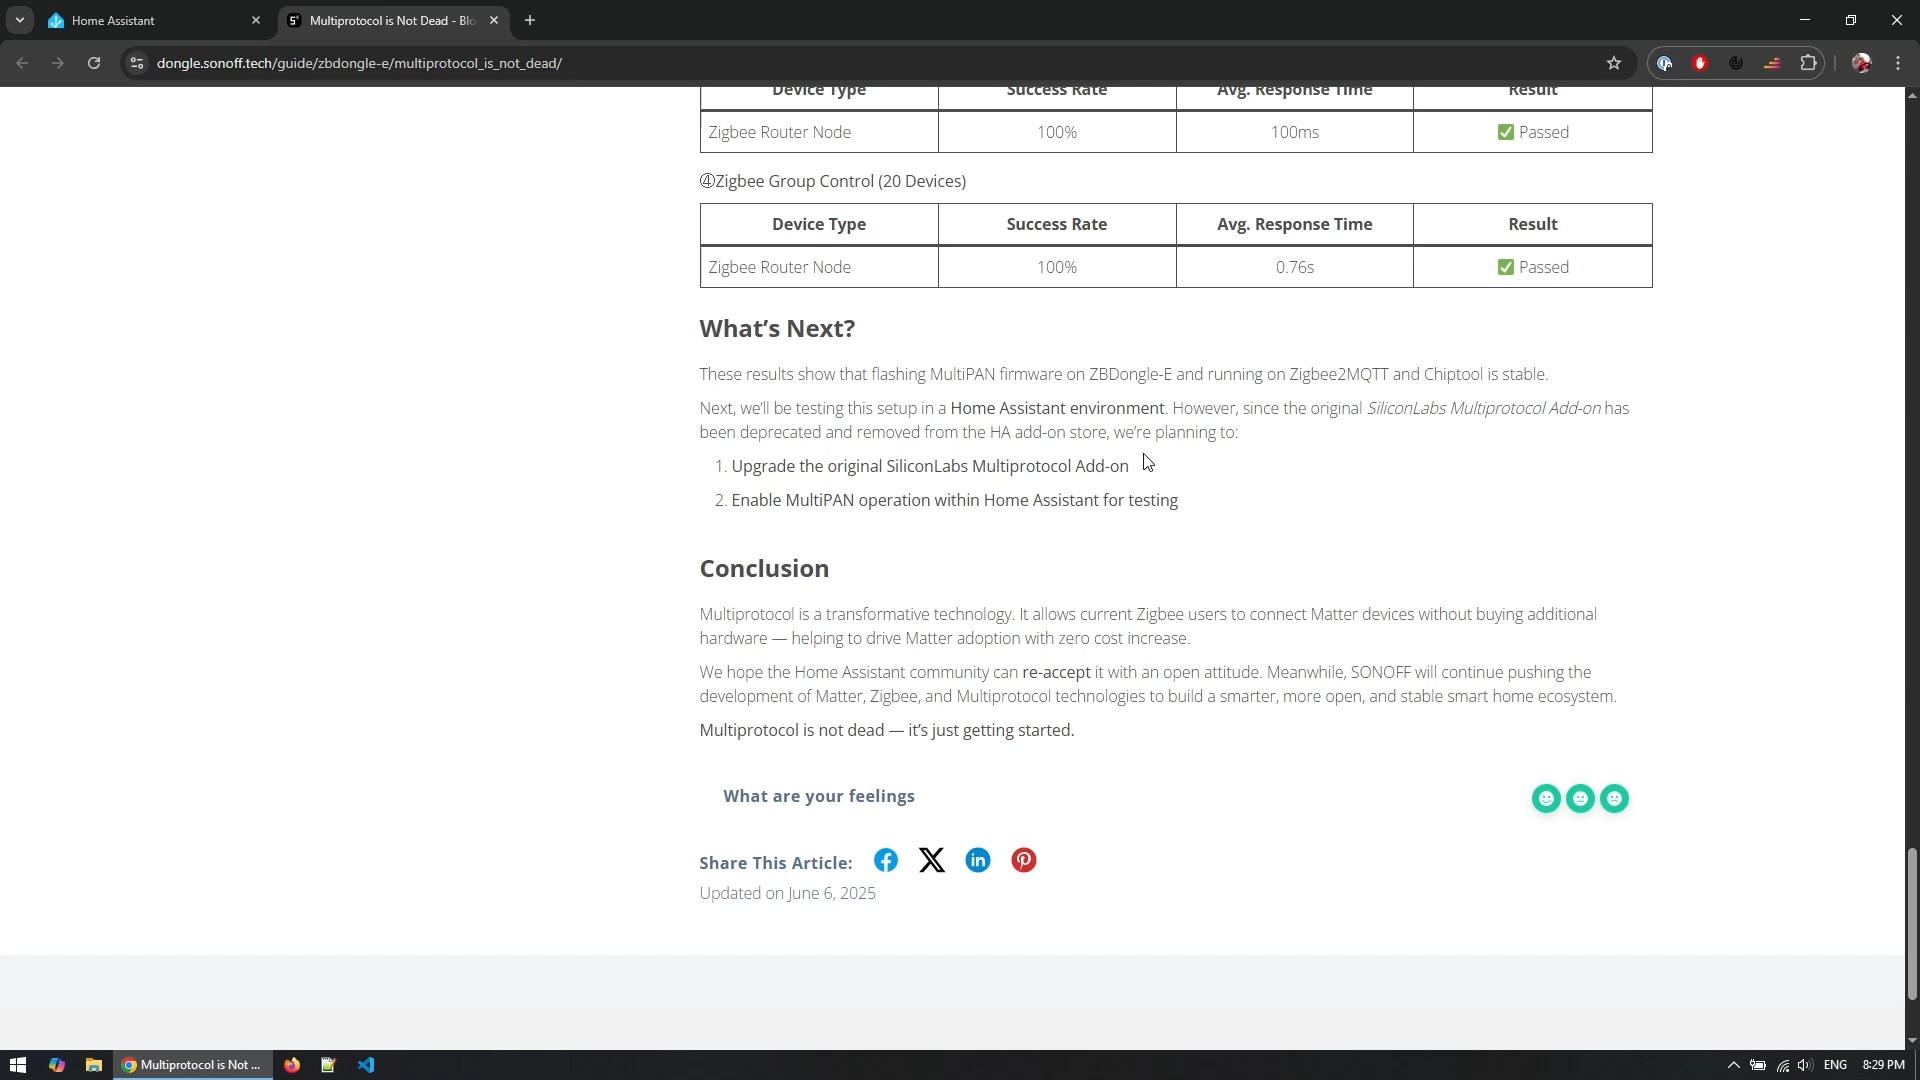 Home Assistant
Multiprotocol is Not Dead - Blo
dongle.sonoff.tech/guide/zbdongle-e/multiprotocol_is_not_dead/
Device Type Success Rate Avg. Response Time Result
Zigbee Router Node 100% 100ms ✅ Passed
④Zigbee Group Control (20 Devices)
Device Type Success Rate Avg. Response Time Result
Zigbee Router Node 100% 0.76s ✅ Passed
What’s Next?
These results show that flashing MultiPAN firmware on ZBDongle-E and running on Zigbee2MQTT and Chiptool is stable.
Next, we’ll be testing this setup in a Home Assistant environment. However, since the original SiliconLabs Multiprotocol Add-on has
been deprecated and removed from the HA add-on store, we’re planning to:
1. Upgrade the original SiliconLabs Multiprotocol Add-on
2. Enable MultiPAN operation within Home Assistant for testing
Conclusion
Multiprotocol is a transformative technology. It allows current Zigbee users to connect Matter devices without buying additional
hardware — helping to drive Matter adoption with zero cost increase.
We hope the Home Assistant community can re-accept it with an open attitude. Meanwhile, SONOFF will continue pushing the
development of Matter, Zigbee, and Multiprotocol technologies to build a smarter, more open, and stable smart home ecosystem.
Multiprotocol is not dead — it’s just getting started.
What are your feelings
Share This Article:
Updated on June 6, 2025
Multiprotocol is Not ...
ENG
8:29 PM